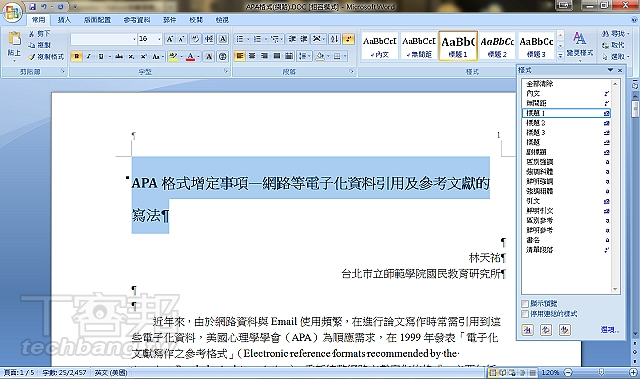 APA格式(網路).DOC [相容模式] - Microsoft Word
常用 插入 版面配置 參考資料 郵件 校閱 檢視
貼上 剪下 複製 複製格式
16
AaBbCcI AaBbCcI AaBbC AaBbCc AaBbCc
內文 無間距 標題 1 標題 2 標題 3
變更樣式
尋找 取代 選取
剪貼簿 字型 段落 樣式
樣式
全部清除
內文
無間距
標題 1
標題 2
標題 3
標題
副標題
區別強調
強調斜體
鮮明強調
強調粗體
引文
鮮明引文
區別參考
鮮明參考
書名
清單段落
顯示預覽
停用連結的樣式
選項...
1
APA 格式增定事項—網路等電子化資料引用及參考文獻的
寫法¶
林天祐¶
台北市立師範學院國民教育研究所¶
近年來，由於網路資料與 Email 使用頻繁，在進行論文寫作時常需引用到這
些電子化資料，美國心理學學會（APA）為順應需求，在 1999 年發表「電子化
文獻寫作之參考格式」（Electronic reference formats recommended by the
T客邦
techbang.tw
頁面: 1/5 字數: 25/2,457 英文 (美國) 120%